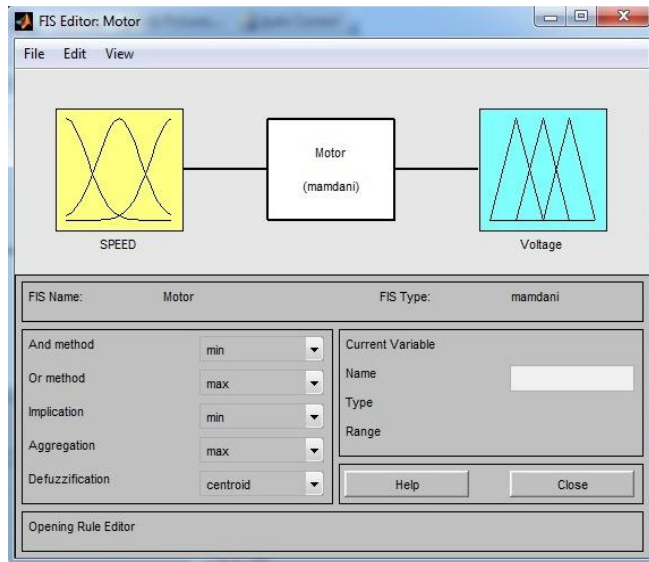 FIS Editor: Motor
File Edit View
Motor
(mamdani)
SPEED
Voltage
FIS Name: Motor FIS Type: mamdani
And method min
Or method max
Implication min
Aggregation max
Defuzzification centroid
Current Variable
Name
Type
Range
Help Close
Opening Rule Editor